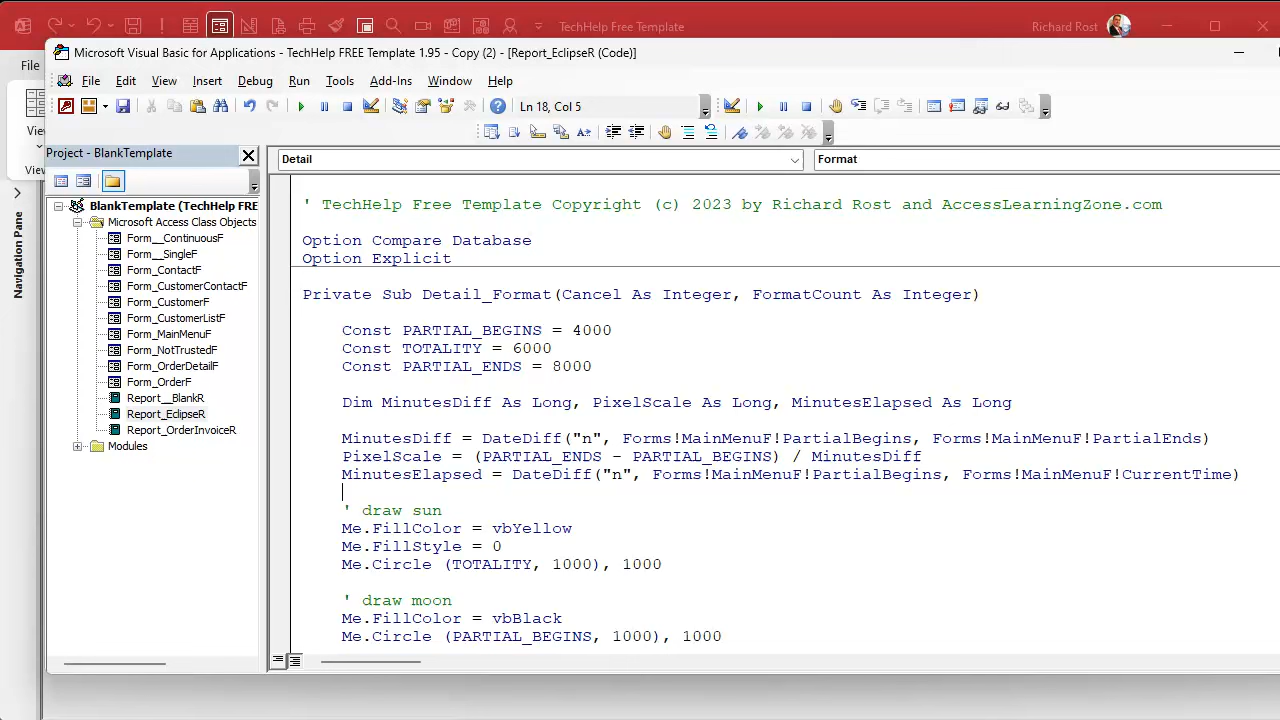 TechHelp Free Template
Richard Rost
File
Microsoft Visual Basic for Applications - TechHelp FREE Template 1.95 - Copy (2) - [Report_EclipseR (Code)]
File Edit View Insert Debug Run Tools Add-Ins Window Help
Ln 18, Col 5
Project - BlankTemplate
Detail
Format
BlankTemplate (TechHelp FRE
Microsoft Access Class Objects
Form__ContinuousF
Form__SingleF
Form_ContactF
Form_CustomerContactF
Form_CustomerF
Form_CustomerListF
Form_MainMenuF
Form_NotTrustedF
Form_OrderDetailF
Form_OrderF
Report__BlankR
Report_EclipseR
Report_OrderInvoiceR
Modules
Navigation Pane
' TechHelp Free Template Copyright (c) 2023 by Richard Rost and AccessLearningZone.com
Option Compare Database
Option Explicit
Private Sub Detail_Format(Cancel As Integer, FormatCount As Integer)
Const PARTIAL_BEGINS = 4000
Const TOTALITY = 6000
Const PARTIAL_ENDS = 8000
Dim MinutesDiff As Long, PixelScale As Long, MinutesElapsed As Long
MinutesDiff = DateDiff("n", Forms!MainMenuF!PartialBegins, Forms!MainMenuF!PartialEnds)
PixelScale = (PARTIAL_ENDS - PARTIAL_BEGINS) / MinutesDiff
MinutesElapsed = DateDiff("n", Forms!MainMenuF!PartialBegins, Forms!MainMenuF!CurrentTime)
' draw sun
Me.FillColor = vbYellow
Me.FillStyle = 0
Me.Circle (TOTALITY, 1000), 1000
' draw moon
Me.FillColor = vbBlack
Me.Circle (PARTIAL_BEGINS, 1000), 1000